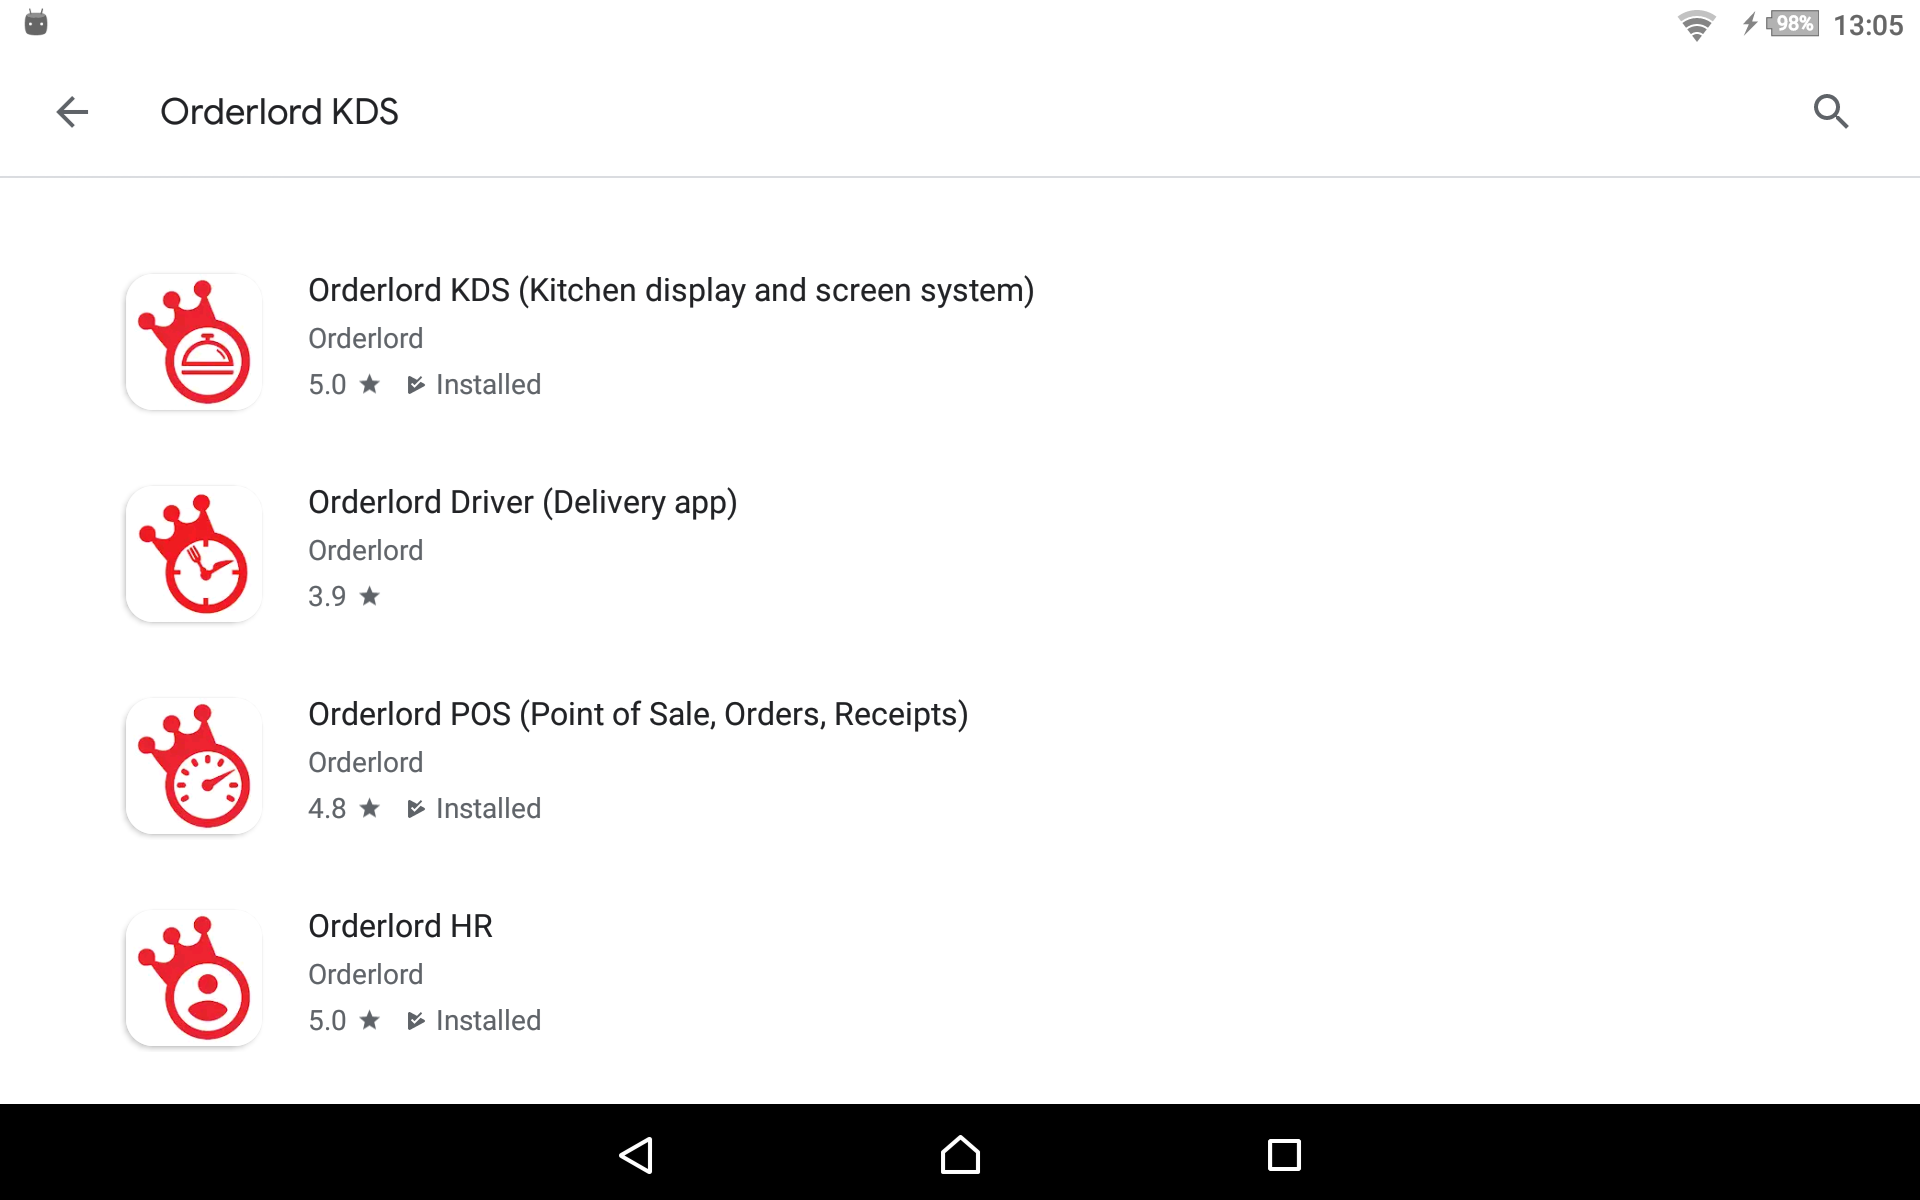 98% 13:05
Orderlord KDS
Orderlord KDS (Kitchen display and screen system)
Orderlord
5.0 ★ Installed
Orderlord Driver (Delivery app)
Orderlord
3.9 ★
Orderlord POS (Point of Sale, Orders, Receipts)
Orderlord
4.8 ★ Installed
Orderlord HR
Orderlord
5.0 ★ Installed